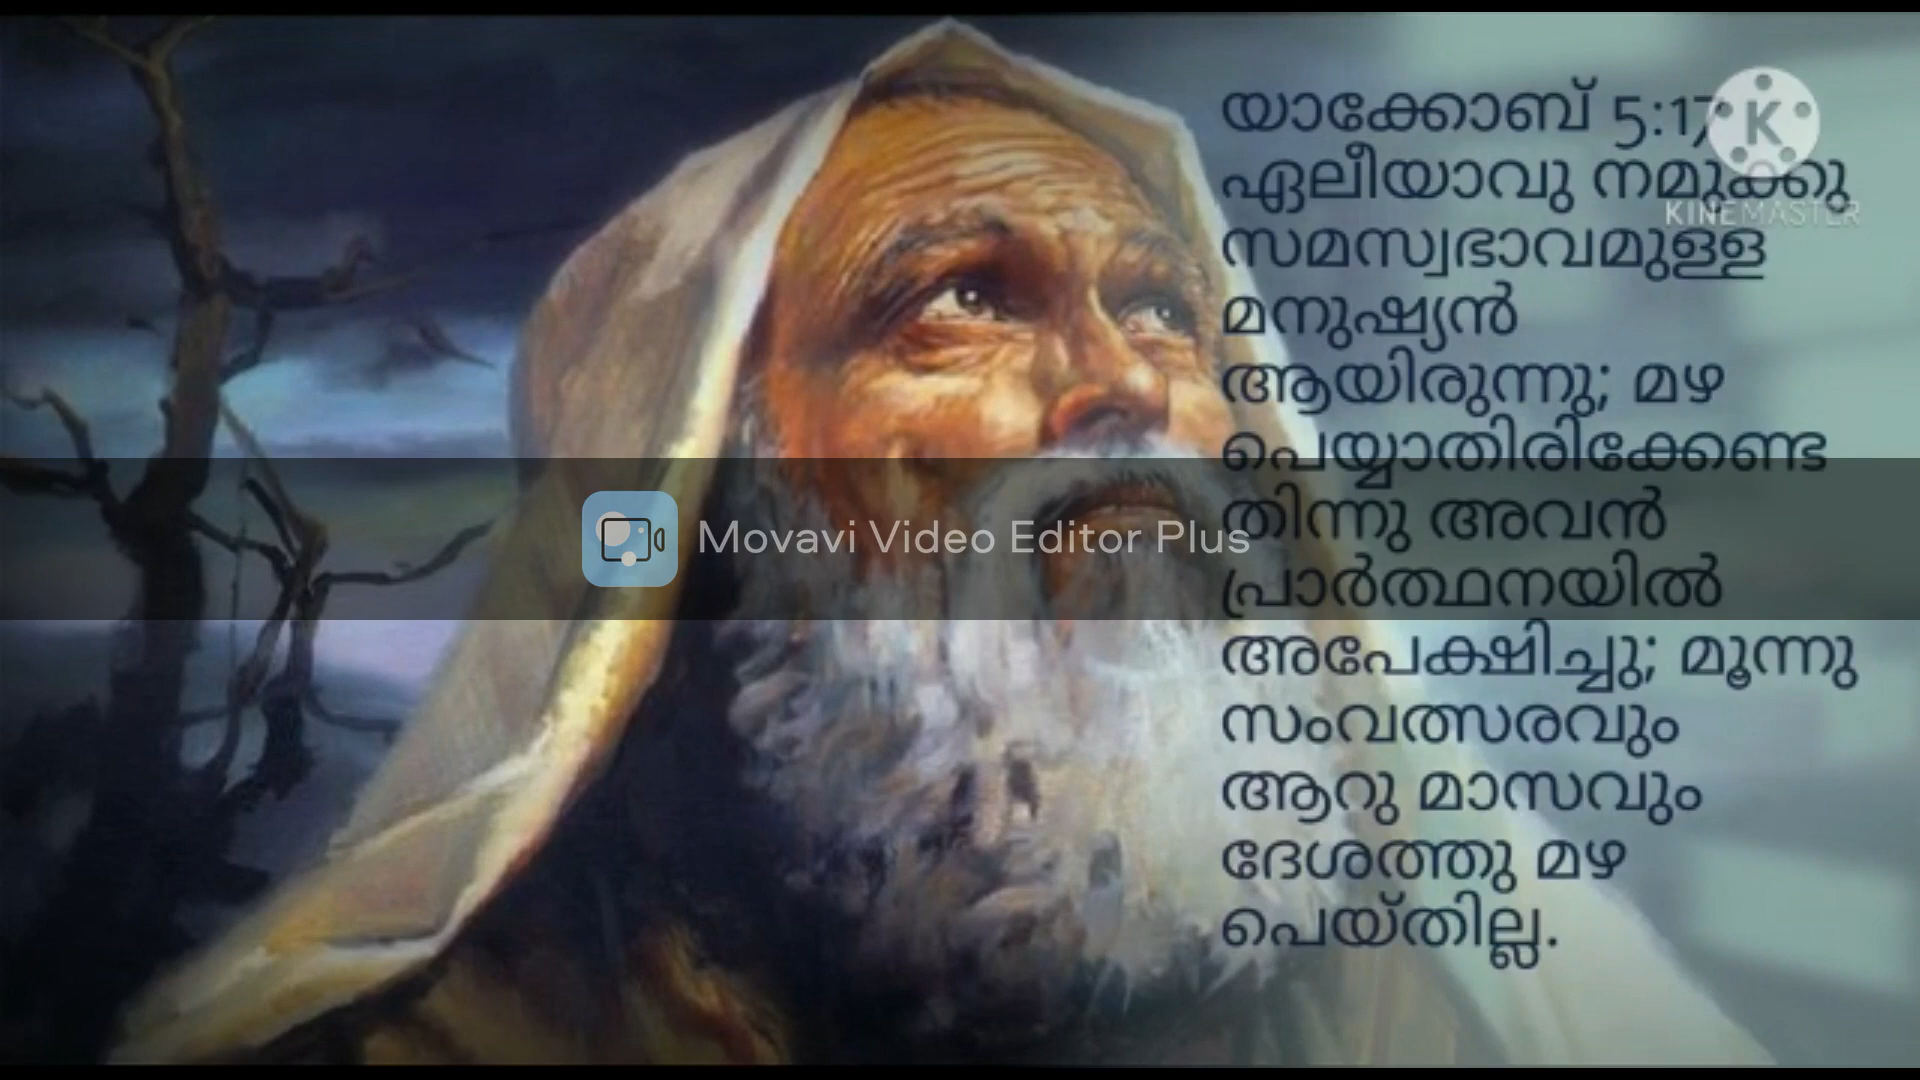 യാക്കോബ് 5:17
ഏലീയാവു നമുക്കു
സമസ്വഭാവമുള്ള
മനുഷ്യൻ
ആയിരുന്നു; മഴ
പെയ്യാതിരിക്കേണ്ട
തിന്നു അവൻ
പ്രാർത്ഥനയിൽ
അപേക്ഷിച്ചു; മൂന്നു
സംവത്സരവും
ആറു മാസവും
ദേശത്തു മഴ
പെയ്തില്ല.
K
KINEMASTER
Movavi Video Editor Plus